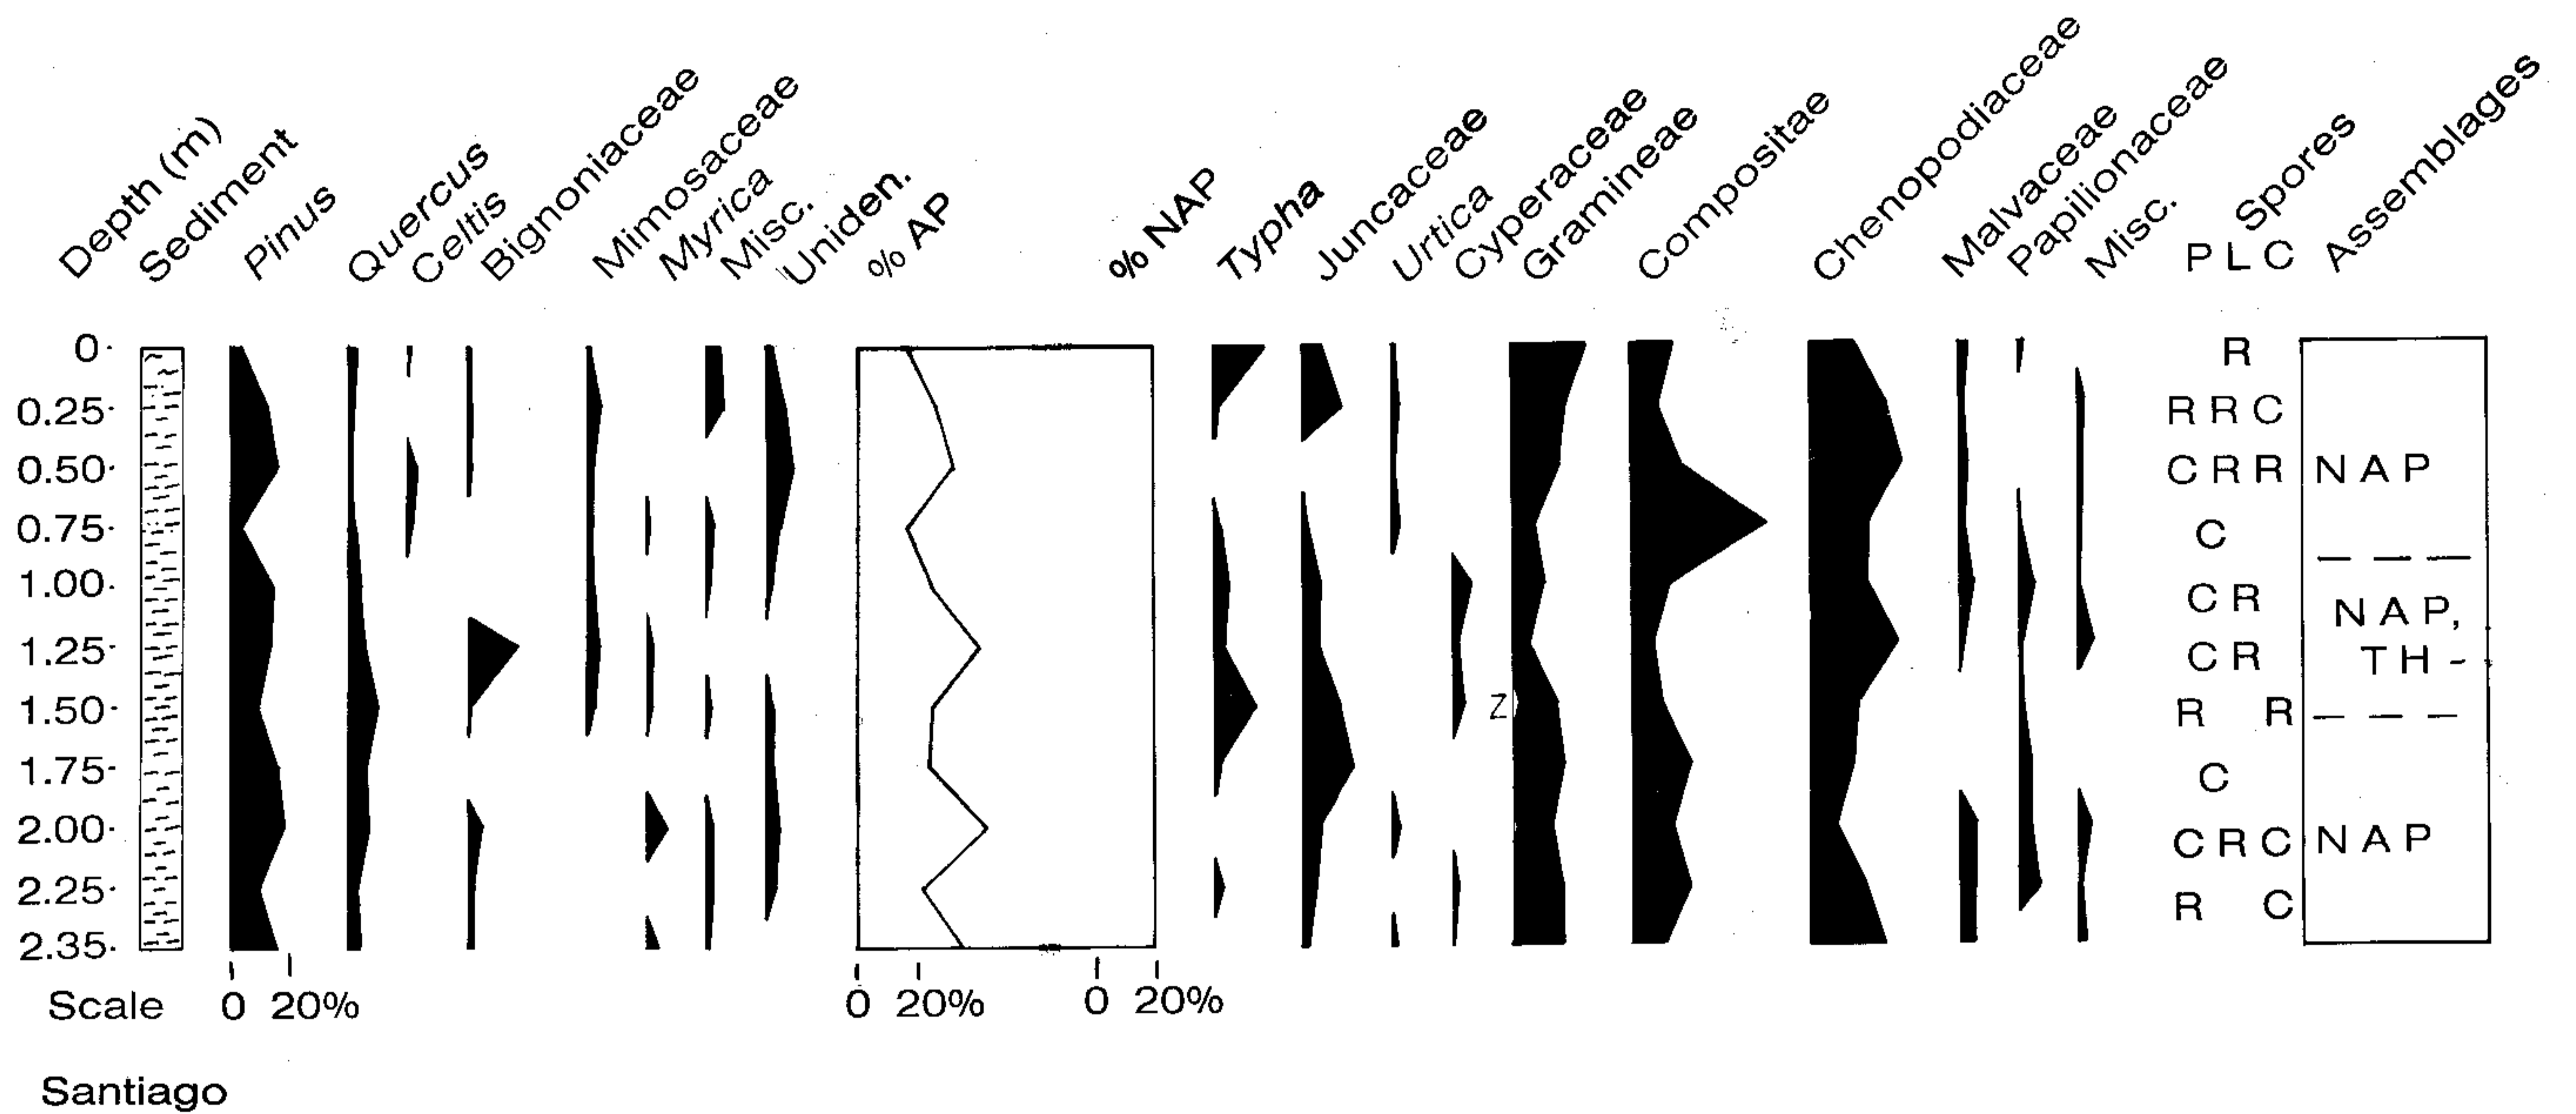 Depth (m) Sediment Pinus Quercus Celtis Bignoniaceae Mimosaceae Myrica Misc. Uniden. % AP % NAP Typha Juncaceae Urtica Cyperaceae Gramineae Compositae Chenopodiaceae Malvaceae Papilionaceae Misc. Spores Assemblages
P L C
0
R
0.25
R R C
0.50
C R R
NAP
0.75
C
1.00
C R
NAP,
1.25
C R
TH-
1.50
Z
R R
1.75
C
2.00
C R C
NAP
2.25
R C
2.35
Scale 0 20% 0 20% 0 20%
Santiago